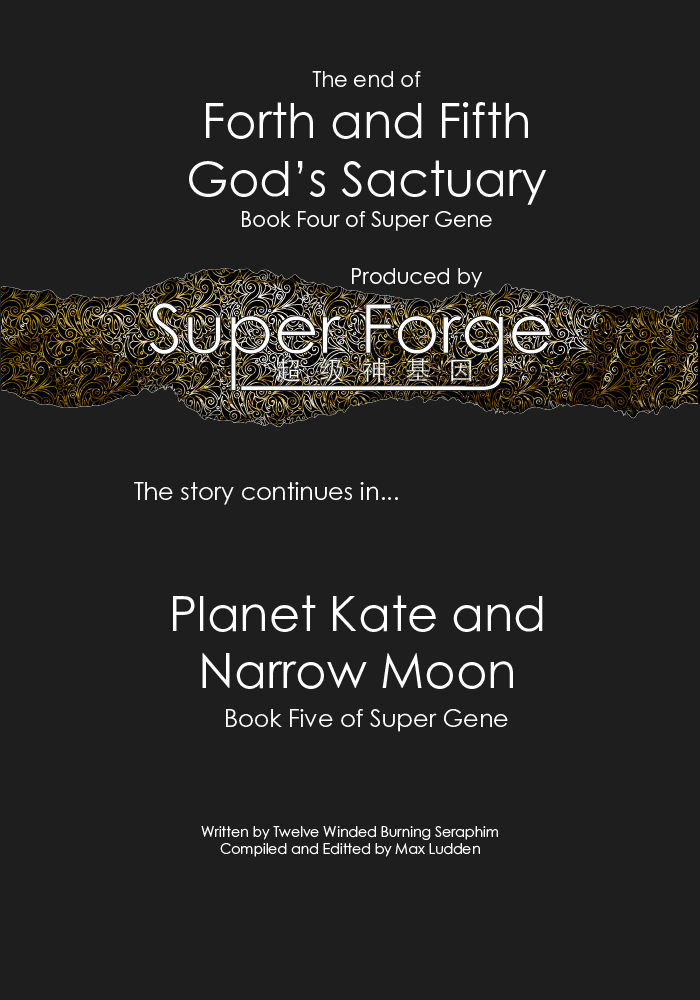 The end of
Forth and Fifth
God’s Sactuary
Book Four of Super Gene
Produced by
Super Forge
超级神基因
The story continues in...
Planet Kate and
Narrow Moon
Book Five of Super Gene
Written by Twelve Winded Burning Seraphim
Compiled and Editted by Max Ludden